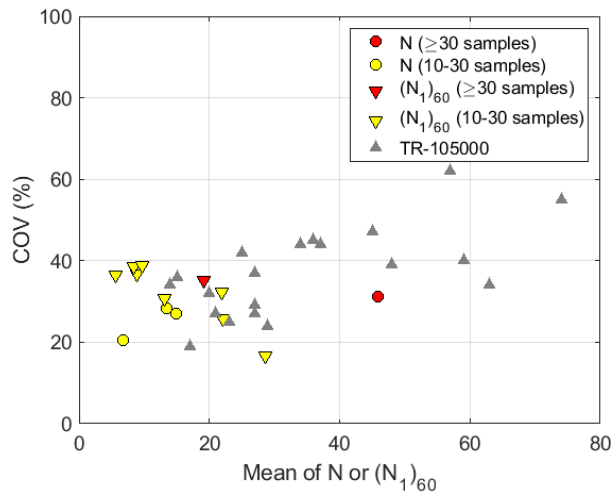 100
80
60
40
20
0
0
20
40
60
80
COV (%)
Mean of N or (N₁)₆₀
N (≥30 samples)
N (10-30 samples)
(N₁)₆₀ (≥30 samples)
(N₁)₆₀ (10-30 samples)
TR-105000